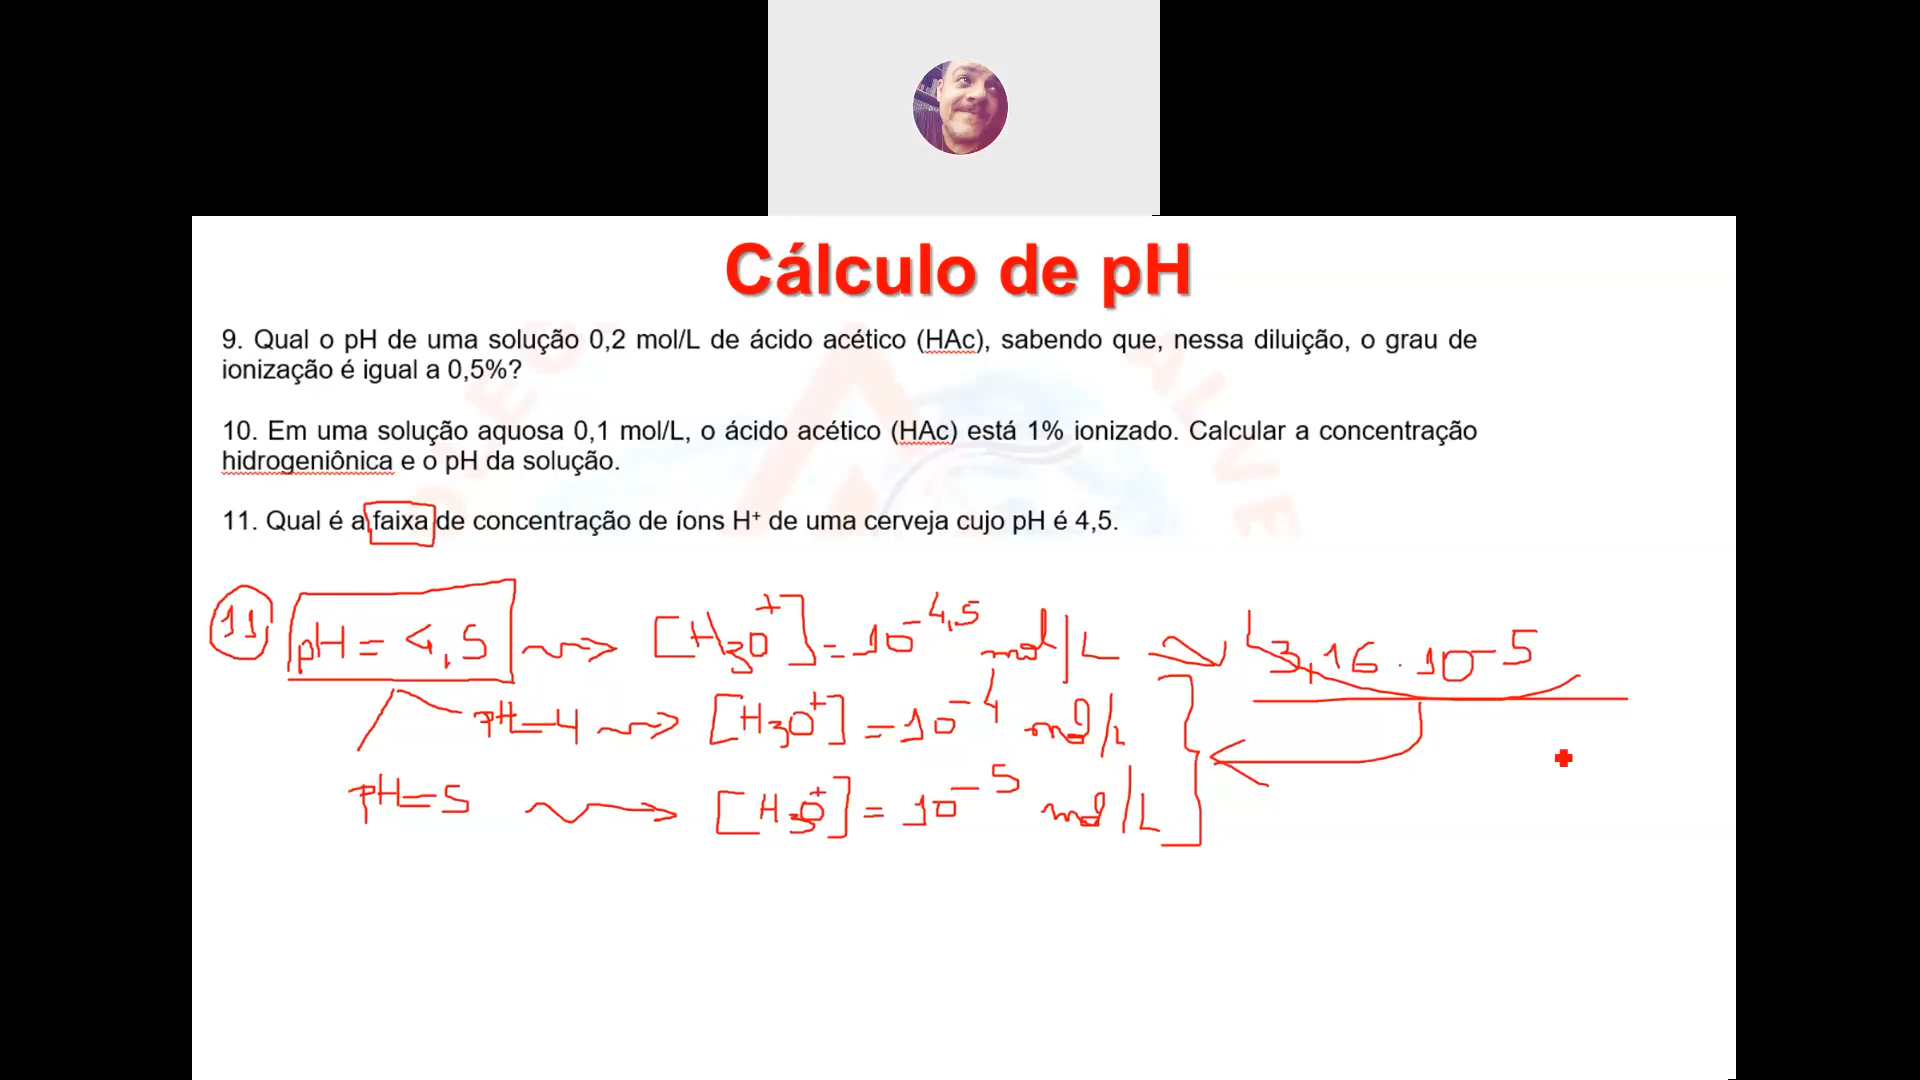 Cálculo de pH
9. Qual o pH de uma solução 0,2 mol/L de ácido acético (HAc), sabendo que, nessa diluição, o grau de
ionização é igual a 0,5%?
10. Em uma solução aquosa 0,1 mol/L, o ácido acético (HAc) está 1% ionizado. Calcular a concentração
hidrogeniônica e o pH da solução.
11. Qual é a faixa de concentração de íons H⁺ de uma cerveja cujo pH é 4,5.
11 pH = 4,5 [H₃O⁺] = 10⁻⁴,⁵ mol/L 3,16 · 10⁻⁵
pH=4 [H₃O⁺] = 10⁻⁴ mol/L
pH=5 [H₃O⁺] = 10⁻⁵ mol/L